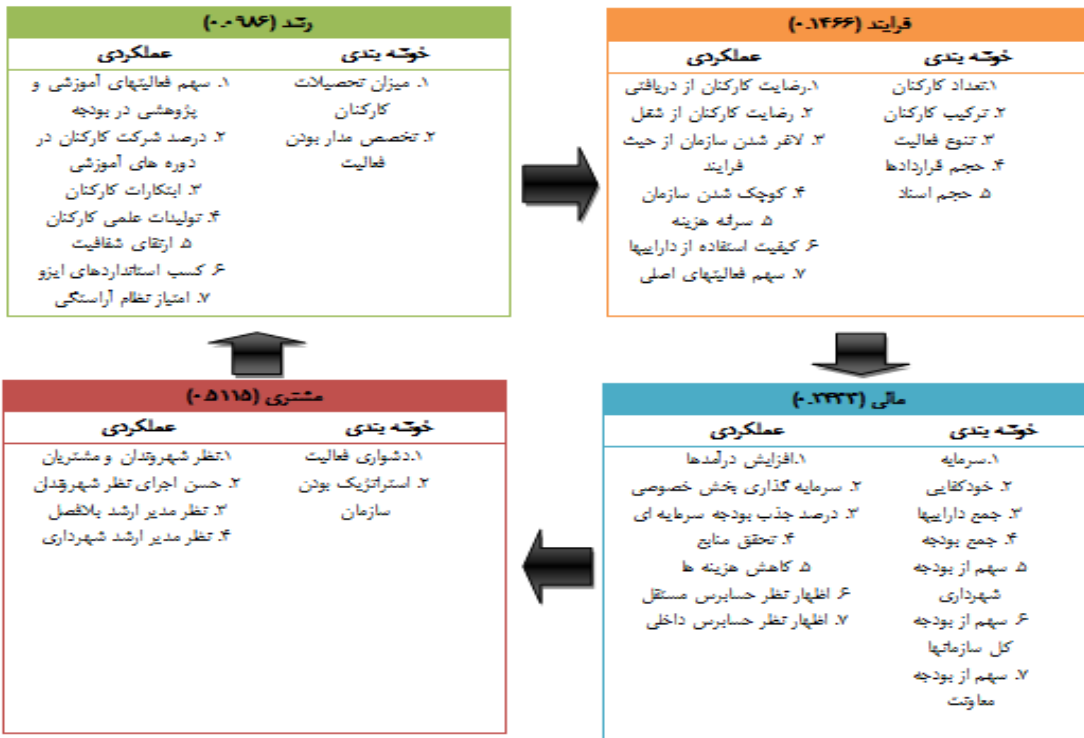 رشد (۰.۰۹۸۶)
خوشه بندی
عملکردی
۱. میزان تحصیلات
کارکنان
۲. تخصص مدار بودن
فعالیت
۱. سهم فعالیتهای آموزشی و
پژوهشی در بودجه
۲. درصد شرکت کارکنان در
دوره های آموزشی
۳. ابتکارات کارکنان
۴. تولیدات علمی کارکنان
۵. ارتقای شفافیت
۶. کسب استانداردهای ایزو
۷. امتیاز نظام آراستگی
فرایند (۰.۱۴۶۶)
خوشه بندی
عملکردی
۱.تعداد کارکنان
۲. ترکیب کارکنان
۳. تنوع فعالیت
۴. حجم قراردادها
۵. حجم اسناد
۱.رضایت کارکنان از دریافتی
۲. رضایت کارکنان از شغل
۳. لاغر شدن سازمان از حیث
فرایند
۴. کوچک شدن سازمان
۵. سرانه هزینه
۶. کیفیت استفاده از داراییها
۷. سهم فعالیتهای اصلی
مالی
خوشه بندی
عملکردی
۱.سرمایه
۲. خودکفایی
۳. جمع داراییها
۴. جمع بودجه
۵. سهم از بودجه
شهرداری
۶. سهم از بودجه
کل سازمانها
۷. سهم از بودجه
معاونت
۱.افزایش درآمدها
۲. سرمایه گذاری بخش خصوصی
۳. درصد جذب بودجه سرمایه ای
۴. تحقق منابع
۵. کاهش هزینه ها
۶. اظهار نظر حسابرس مستقل
۷. اظهار نظر حسابرس داخلی
مشتری (۰.۵۱۱۵)
خوشه بندی
عملکردی
۱.دشواری فعالیت
۲. استراتژیک بودن
سازمان
۱.نظر شهروندان و مشتریان
۲. حسن اجرای نظر شهروندان
۳. نظر مدیر ارشد بلافصل
۴. نظر مدیر ارشد شهرداری